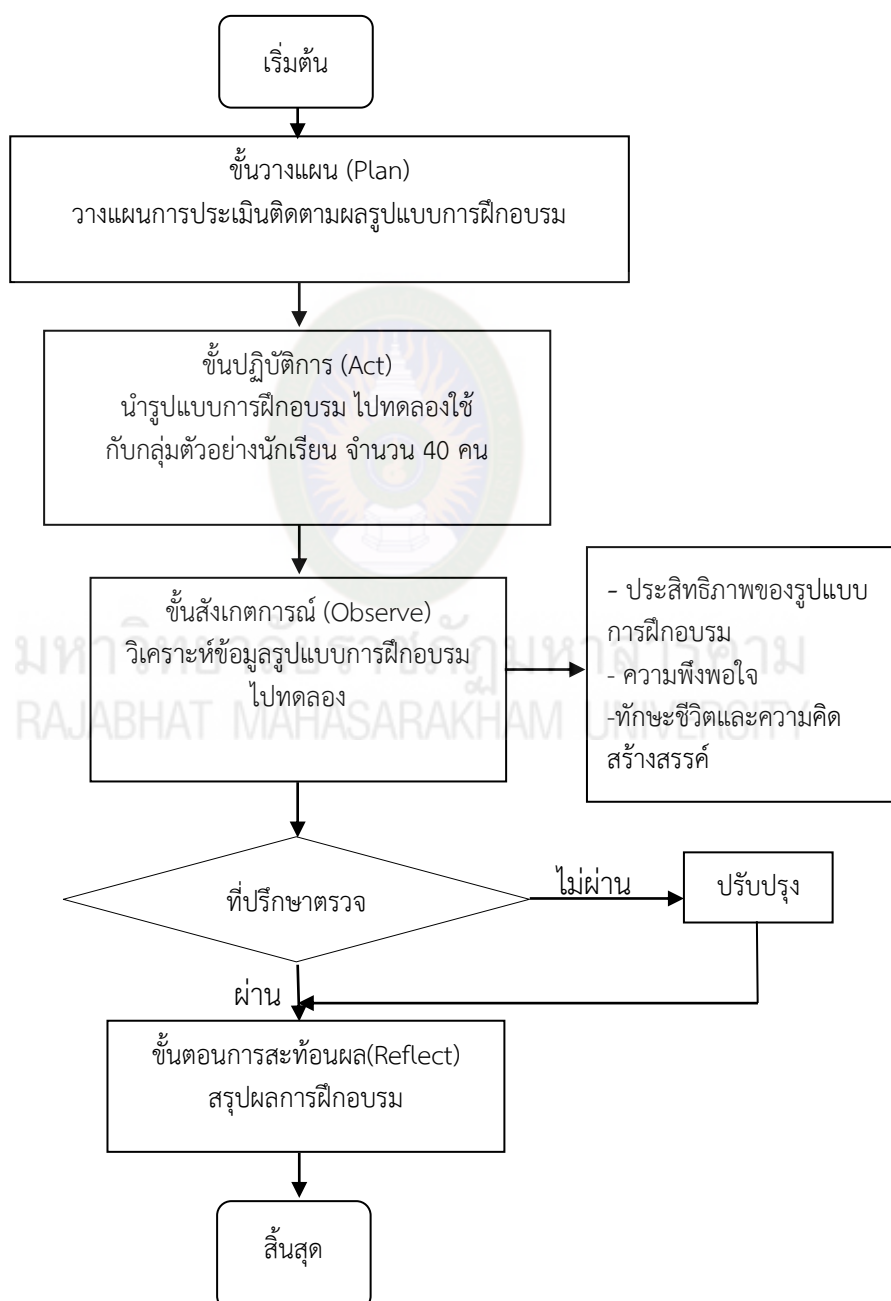 เริ่มต้น
ขั้นวางแผน (Plan)
วางแผนการประเมินติดตามผลรูปแบบการฝึกอบรม
ขั้นปฏิบัติการ (Act)
นำรูปแบบการฝึกอบรม ไปทดลองใช้
กับกลุ่มตัวอย่างนักเรียน จำนวน 40 คน
ขั้นสังเกตการณ์ (Observe)
วิเคราะห์ข้อมูลรูปแบบการฝึกอบรม
ไปทดลอง
- ประสิทธิภาพของรูปแบบ
การฝึกอบรม
- ความพึงพอใจ
-ทักษะชีวิตและความคิด
สร้างสรรค์
มหาวิทยาลัยราชภัฏมหาสารคาม
RAJABHAT MAHASARAKHAM UNIVERSITY
ที่ปรึกษาตรวจ
ไม่ผ่าน
ปรับปรุง
ผ่าน
ขั้นตอนการสะท้อนผล(Reflect)
สรุปผลการฝึกอบรม
สิ้นสุด